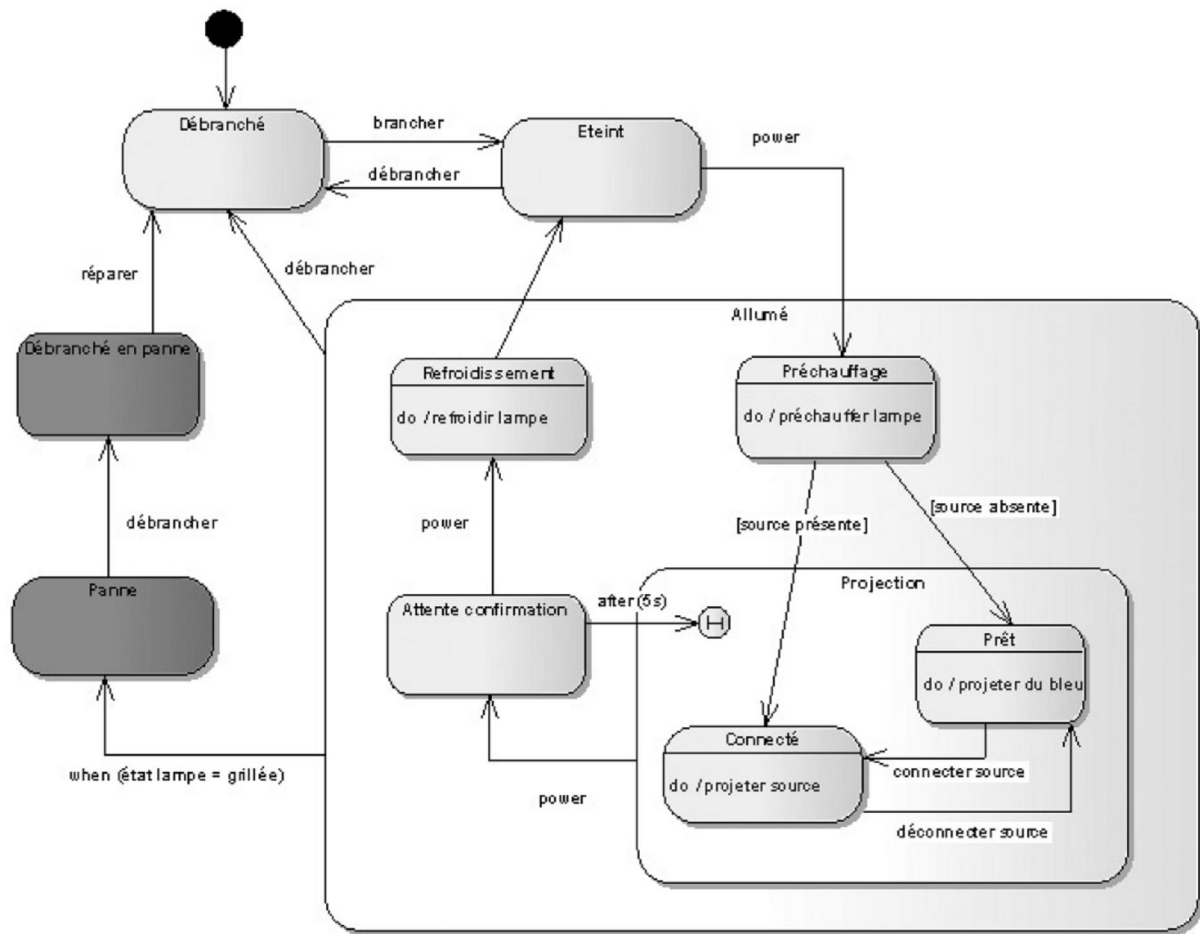 Débranché
brancher
Eteint
power
débrancher
réparer
débrancher
Allumé
Débranché en panne
Refroidissement
do / refroidir lampe
Préchauffage
do / préchauffer lampe
débrancher
power
[source présente]
[source absente]
Projection
Panne
Attente confirmation
after (5s)
H
Prêt
do / projeter du bleu
Connecté
do / projeter source
connecter source
when (état lampe = grillée)
power
déconnecter source